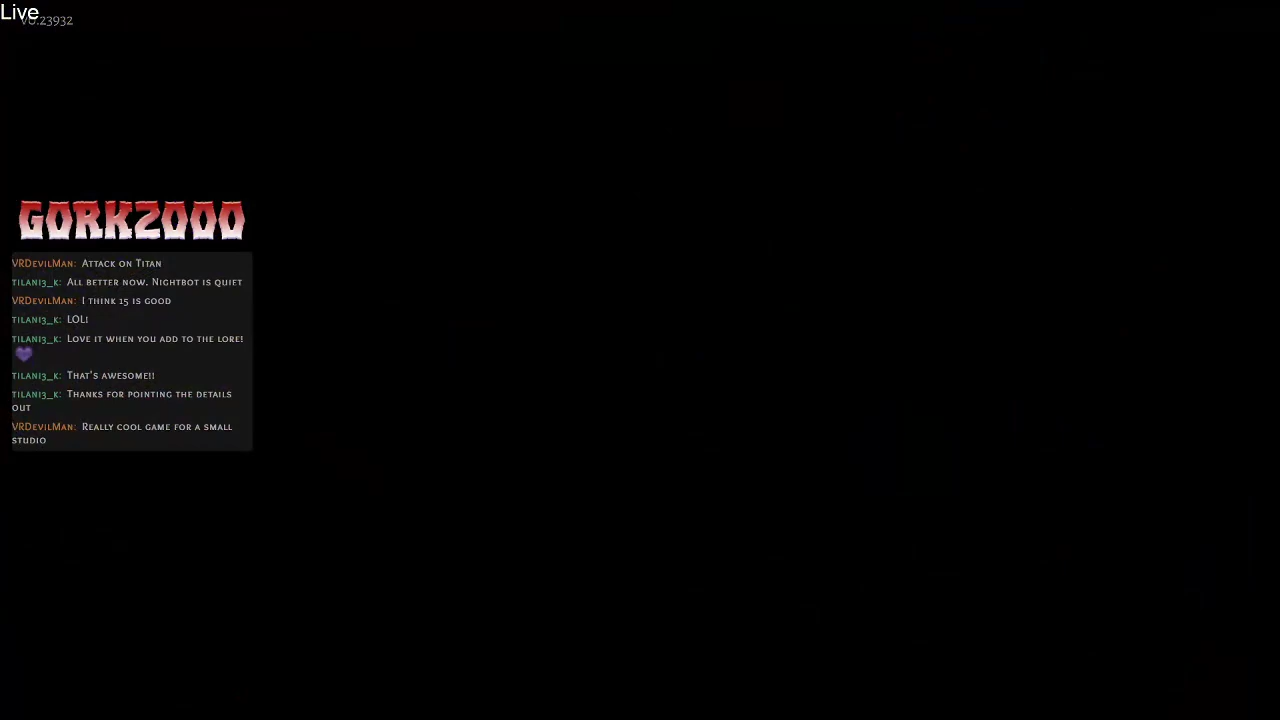 Live
v0.23932
GORK2000
VRDevilMan: Attack on Titan
tilani3_k: All better now. Nightbot is quiet
VRDevilMan: I think 15 is good
tilani3_k: LOL!
tilani3_k: Love it when you add to the lore!
tilani3_k: That's awesome!!
tilani3_k: Thanks for pointing the details
out
VRDevilMan: Really cool game for a small
studio